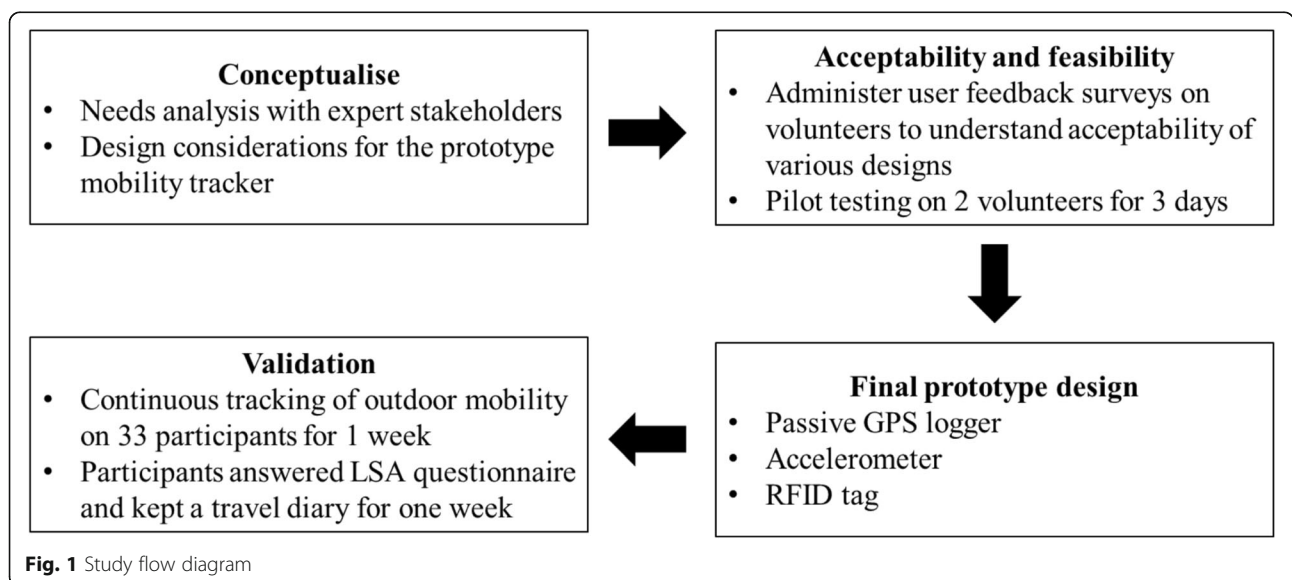 Conceptualise
• Needs analysis with expert stakeholders
• Design considerations for the prototype
mobility tracker
Acceptability and feasibility
• Administer user feedback surveys on
volunteers to understand acceptability of
various designs
• Pilot testing on 2 volunteers for 3 days
Final prototype design
• Passive GPS logger
• Accelerometer
• RFID tag
Validation
• Continuous tracking of outdoor mobility
on 33 participants for 1 week
• Participants answered LSA questionnaire
and kept a travel diary for one week
Fig. 1 Study flow diagram